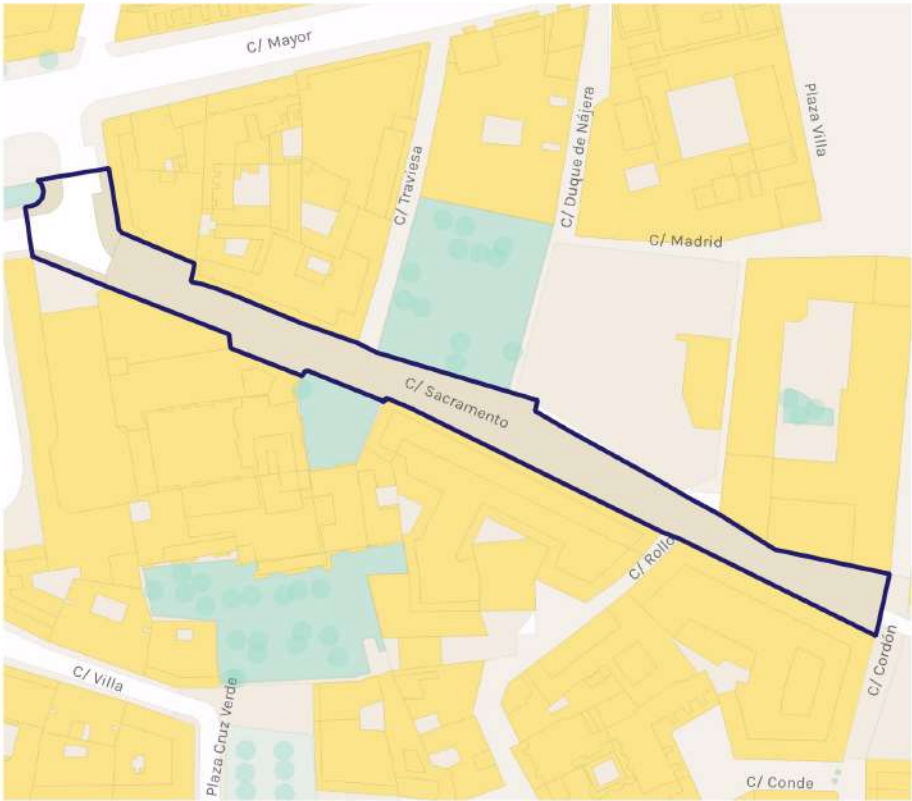 C/ Mayor
Plaza Villa
C/ Duque de Nájera
C/ Traviesa
C/ Madrid
C/ Sacramento
C/ Rollo
C/ Cordón
C/ Villa
Plaza Cruz Verde
C/ Conde